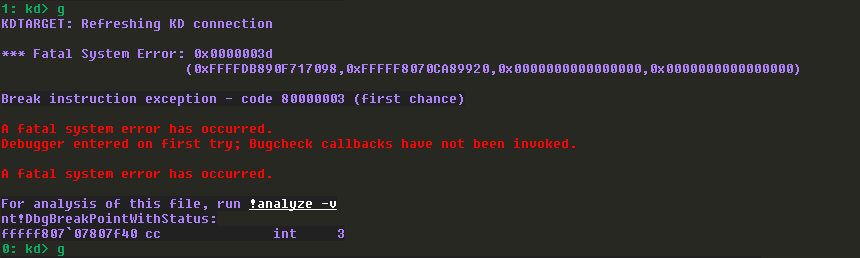 1: kd> g
KDTARGET: Refreshing KD connection
*** Fatal System Error: 0x0000003d
(0xFFFFDB890F717098,0xFFFFF8070CA89920,0x0000000000000000,0x0000000000000000)
Break instruction exception - code 80000003 (first chance)
A fatal system error has occurred.
Debugger entered on first try; Bugcheck callbacks have not been invoked.
A fatal system error has occurred.
For analysis of this file, run !analyze -v
nt!DbgBreakPointWithStatus:
fffff807`07807f40 cc int 3
0: kd> g